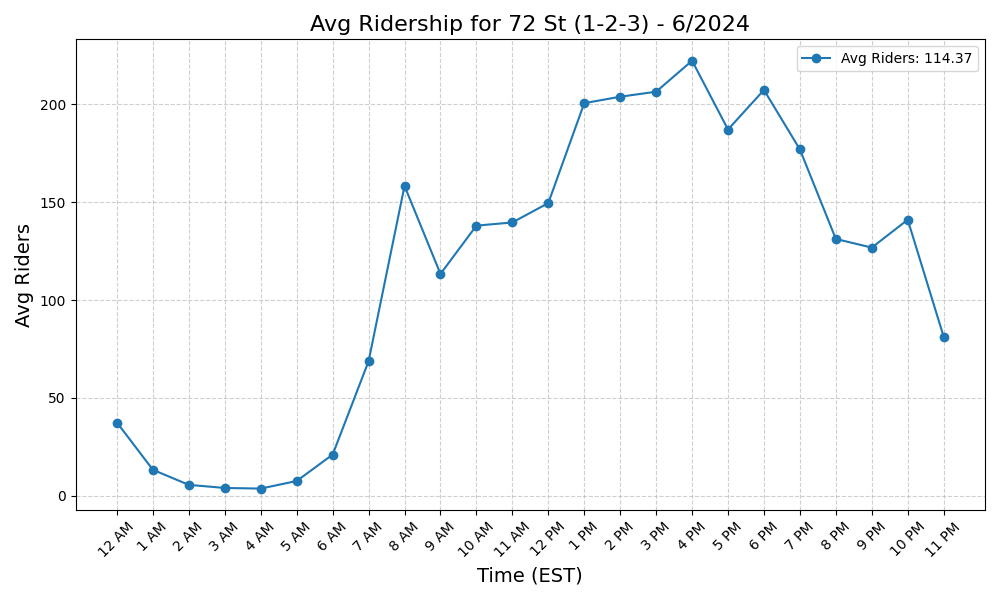 Avg Ridership for 72 St (1-2-3) - 6/2024
Avg Riders: 114.37
Avg Riders
200
150
100
50
0
12 AM
1 AM
2 AM
3 AM
4 AM
5 AM
6 AM
7 AM
8 AM
9 AM
10 AM
11 AM
12 PM
1 PM
2 PM
3 PM
4 PM
5 PM
6 PM
7 PM
8 PM
9 PM
10 PM
11 PM
Time (EST)